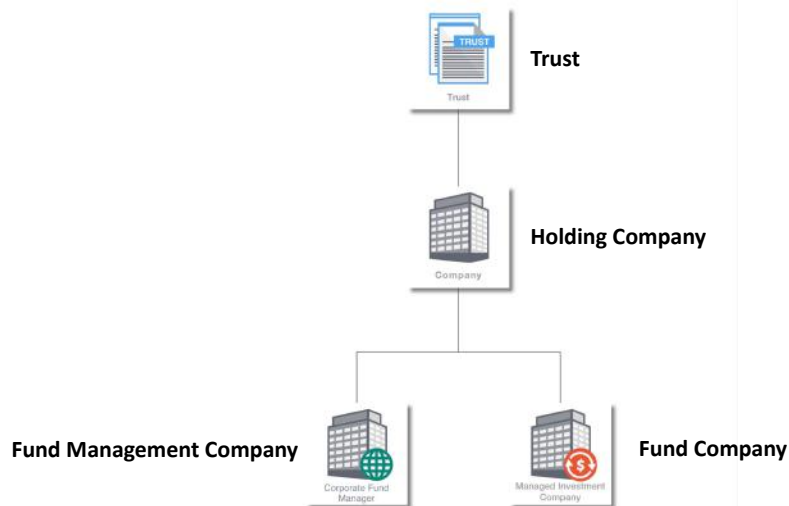 TRUST
Trust
Trust
Company
Holding Company
Fund Management Company
Corporate Fund
Manager
Managed Investment
Company
Fund Company